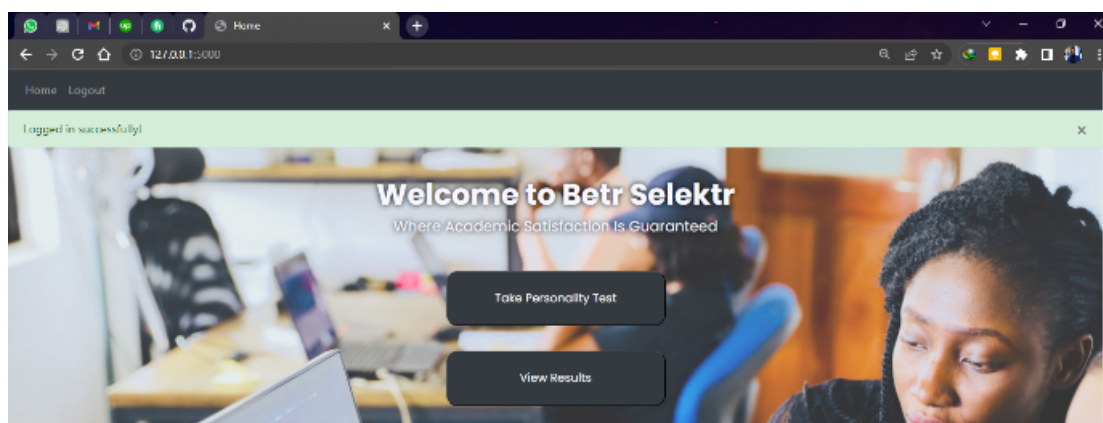 Home
127.0.0.1:5000
Home Logout
Logged in successfully!
Welcome to Betr Selektr
Where Academic Satisfaction Is Guaranteed
Take Personality Test
View Results